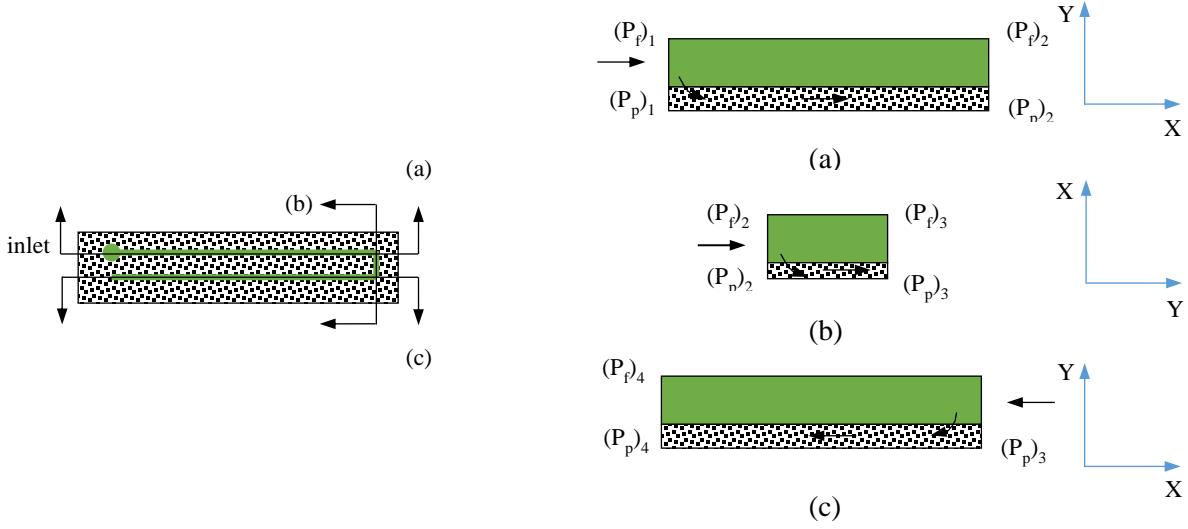 inlet
(a)
(b)
(c)
(P_f)_1
(P_f)_2
(P_p)_1
(P_p)_2
Y
X
(a)
(P_f)_2
(P_f)_3
(P_p)_2
(P_p)_3
X
Y
(b)
(P_f)_4
(P_p)_4
(P_p)_3
Y
X
(c)